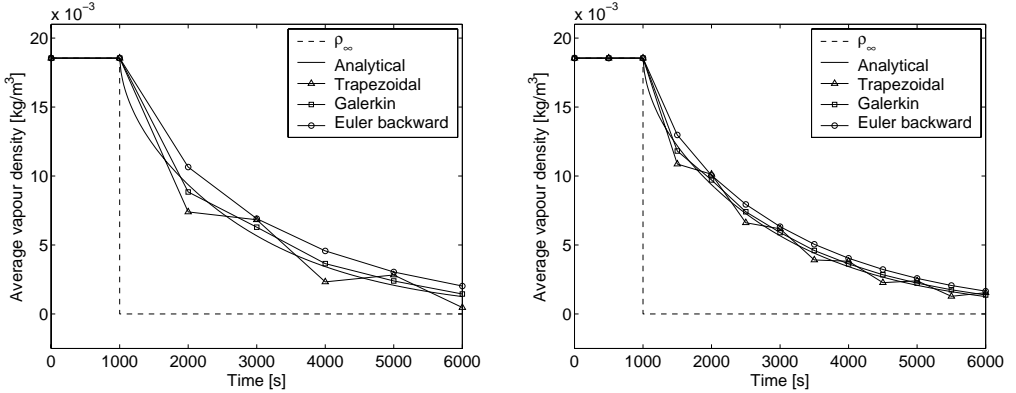 x 10⁻³
20
15
10
5
0
Average vapour density [kg/m³]
0 1000 2000 3000 4000 5000 6000
Time [s]
ρ∞
Analytical
Trapezoidal
Galerkin
Euler backward
x 10⁻³
20
15
10
5
0
Average vapour density [kg/m³]
0 1000 2000 3000 4000 5000 6000
Time [s]
ρ∞
Analytical
Trapezoidal
Galerkin
Euler backward